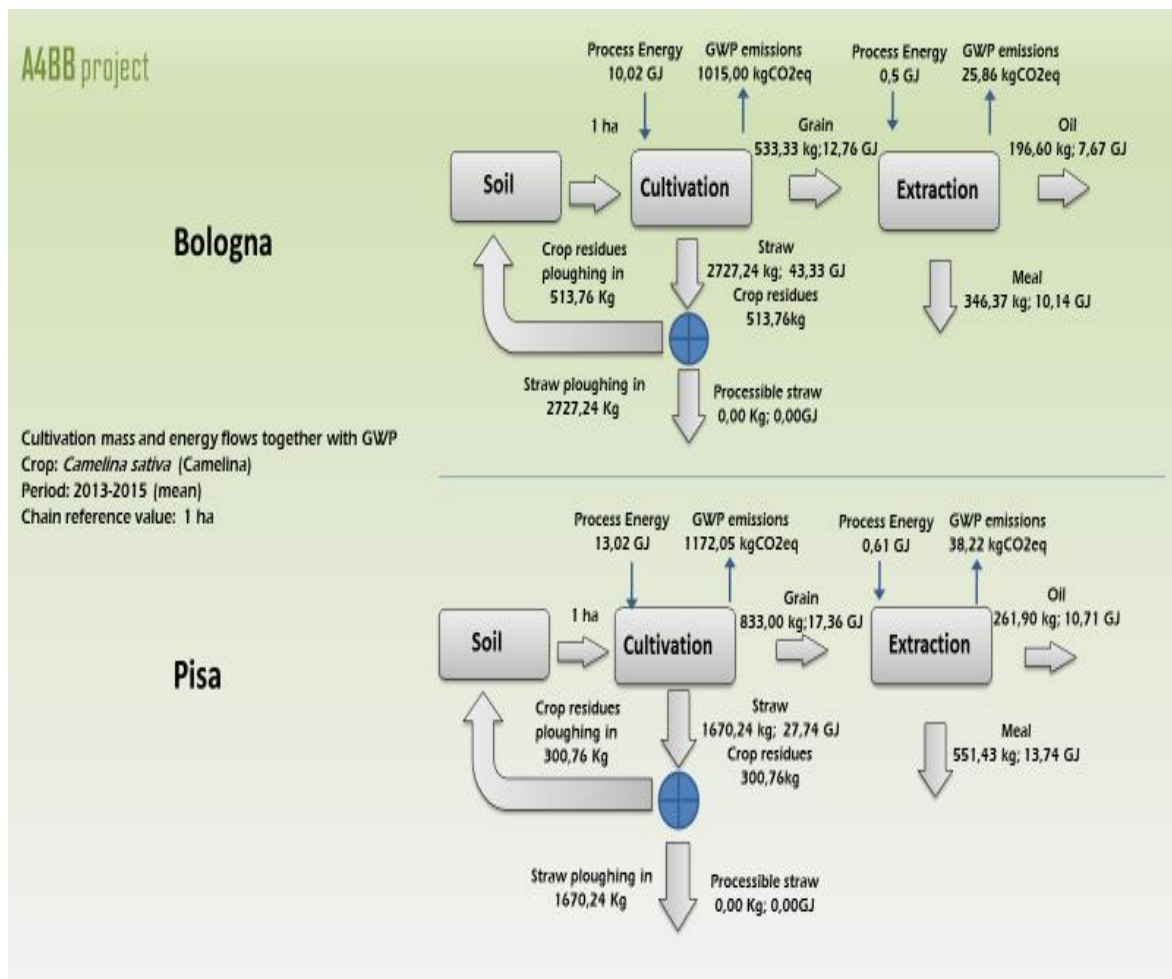 A4BB project
Process Energy
10,02 GJ
GWP emissions
1015,00 kgCO2eq
Process Energy
0,5 GJ
GWP emissions
25,86 kgCO2eq
1 ha
Grain
533,33 kg;12,76 GJ
Oil
196,60 kg; 7,67 GJ
Soil
Cultivation
Extraction
Bologna
Crop residues
ploughing in
513,76 Kg
Straw
2727,24 kg; 43,33 GJ
Crop residues
513,76kg
Meal
346,37 kg; 10,14 GJ
Straw ploughing in
2727,24 Kg
Processible straw
0,00 Kg; 0,00GJ
Cultivation mass and energy flows together with GWP
Crop: Camelina sativa (Camelina)
Period: 2013-2015 (mean)
Chain reference value: 1 ha
Process Energy
13,02 GJ
GWP emissions
1172,05 kgCO2eq
Process Energy
0,61 GJ
GWP emissions
38,22 kgCO2eq
1 ha
Grain
833,00 kg;17,36 GJ
Oil
261,90 kg; 10,71 GJ
Soil
Cultivation
Extraction
Pisa
Crop residues
ploughing in
300,76 Kg
Straw
1670,24 kg; 27,74 GJ
Crop residues
300,76kg
Meal
551,43 kg; 13,74 GJ
Straw ploughing in
1670,24 Kg
Processible straw
0,00 Kg; 0,00GJ